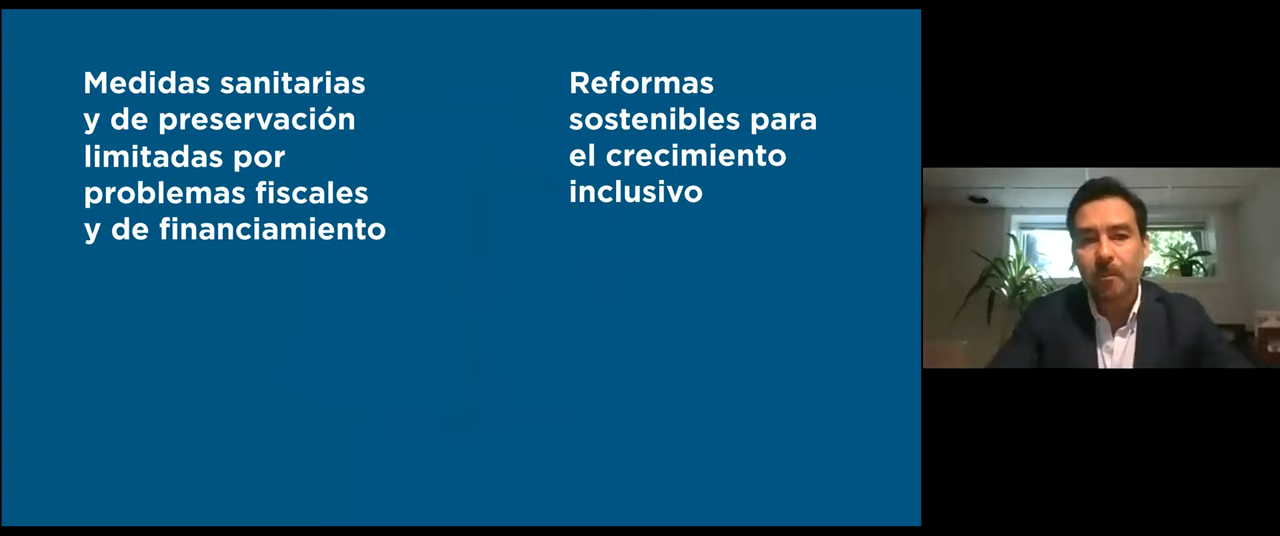 Medidas sanitarias
y de preservación
limitadas por
problemas fiscales
y de financiamiento
Reformas
sostenibles para
el crecimiento
inclusivo